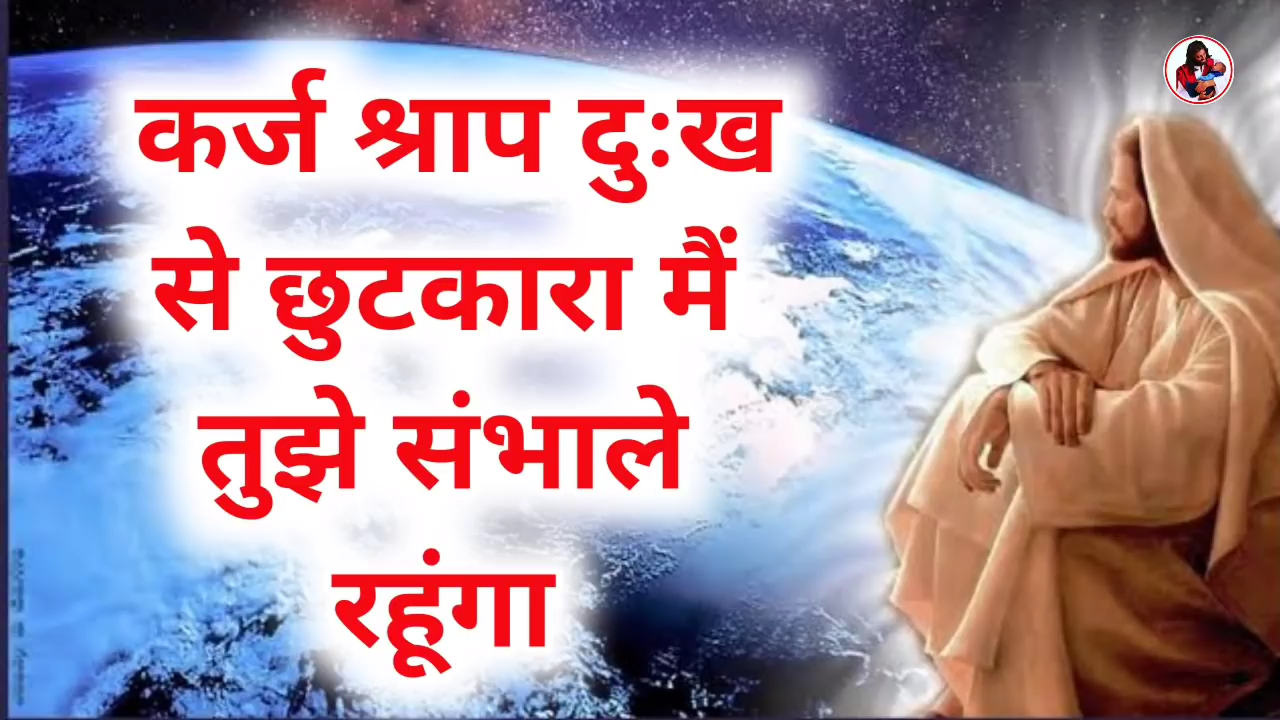 कर्ज श्राप दुःख
से छुटकारा मैं
तुझे संभाले
रहूंगा